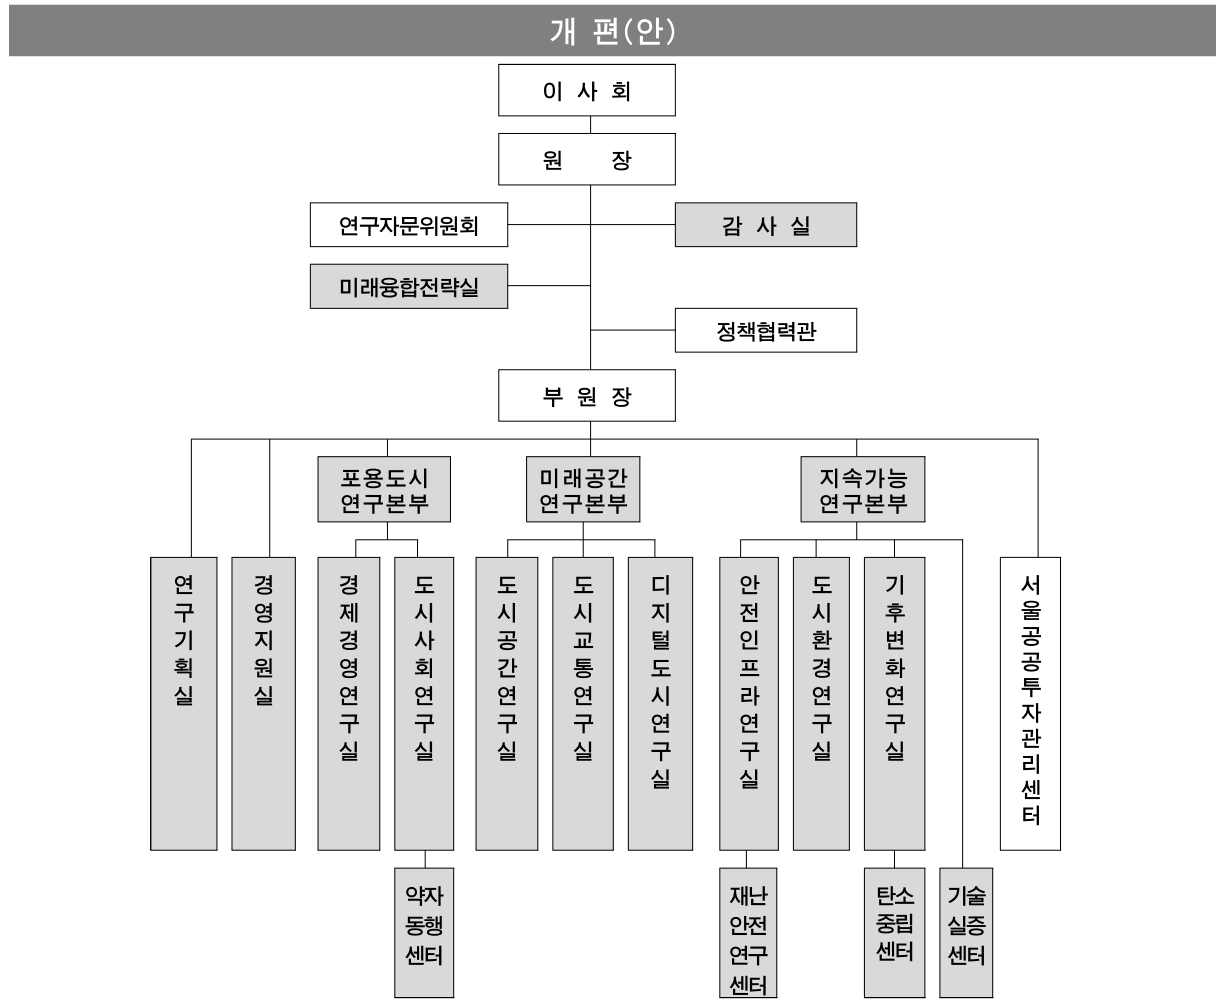 개 편(안)
이 사 회
원 장
연구자문위원회
감 사 실
미래융합전략실
정책협력관
부 원 장
포용도시
연구본부
미래공간
연구본부
지속가능
연구본부
연구기획실
경영지원실
경제경영연구실
도시사회연구실
도시공간연구실
도시교통연구실
디지털도시연구실
안전인프라연구실
도시환경연구실
기후변화연구실
서울공공투자관리센터
약자
동행
센터
재난
안전
연구
센터
탄소
중립
센터
기술
실증
센터